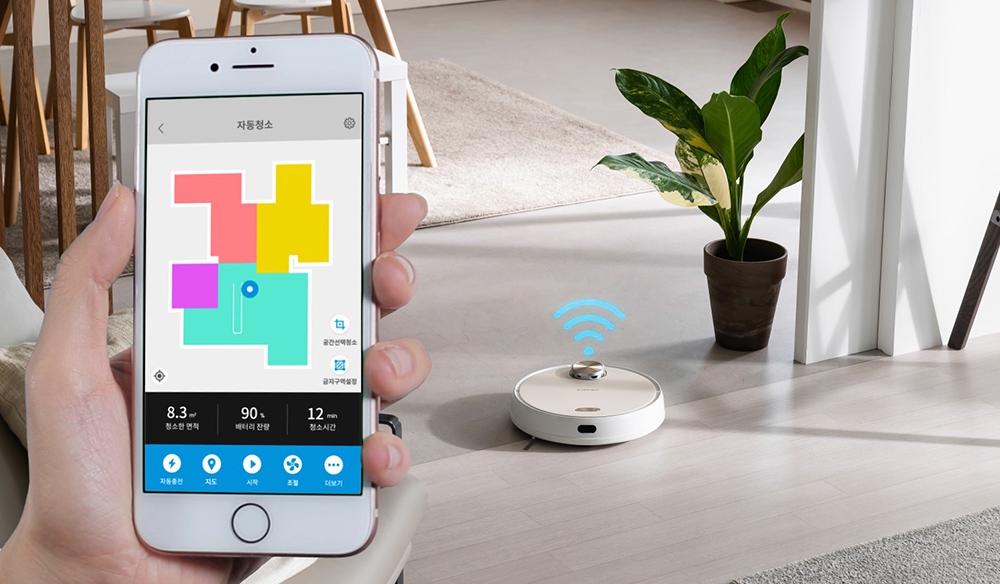 자동청소
공간선택청소
금지구역설정
8.3 m² 90 % 12 min
청소한 면적 배터리 잔량 청소시간
자동충전 지도 시작 조절 더보기